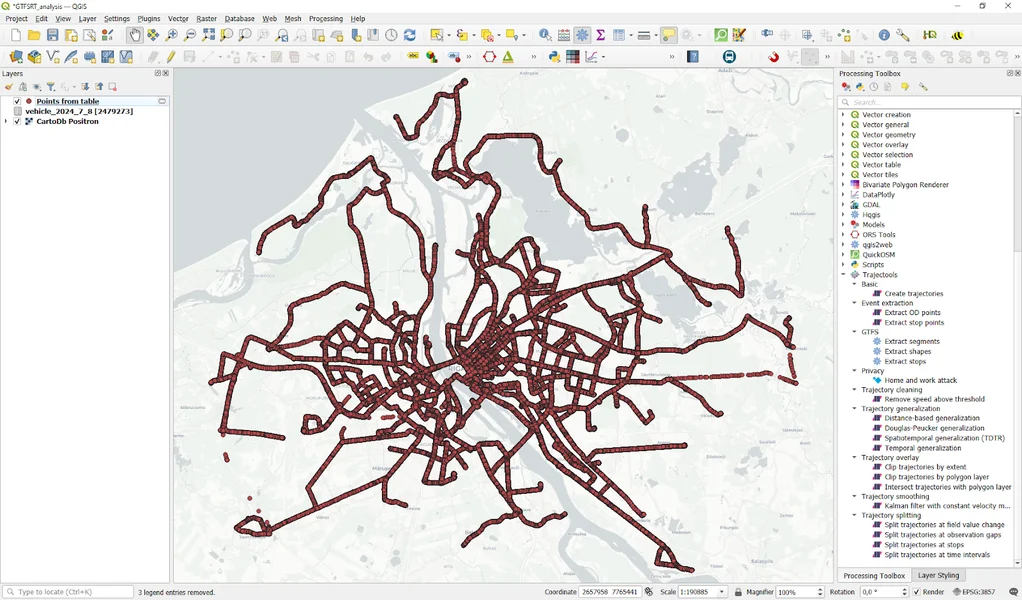 *GTFSRT_analysis — QGIS
Project Edit View Layer Settings Plugins Vector Raster Database Web Mesh Processing Help
Layers
Points from table
vehicle_2024_7_8 [2479273]
CartoDb Positron
RIGA
Processing Toolbox
Search...
Vector creation
Vector general
Vector geometry
Vector overlay
Vector selection
Vector table
Vector tiles
Bivariate Polygon Renderer
DataPlotly
GDAL
Hqgis
Models
ORS Tools
qgis2web
QuickOSM
Scripts
Trajectools
Basic
Create trajectories
Event extraction
Extract OD points
Extract stop points
GTFS
Extract segments
Extract shapes
Extract stops
Privacy
Home and work attack
Trajectory cleaning
Remove speed above threshold
Trajectory generalization
Distance-based generalization
Douglas-Peucker generalization
Spatiotemporal generalization (TDTR)
Temporal generalization
Trajectory overlay
Clip trajectories by extent
Clip trajectories by polygon layer
Intersect trajectories with polygon layer
Trajectory smoothing
Kalman filter with constant velocity m...
Trajectory splitting
Split trajectories at field value change
Split trajectories at observation gaps
Split trajectories at stops
Split trajectories at time intervals
Processing Toolbox Layer Styling
Type to locate (Ctrl+K) 3 legend entries removed. Coordinate 2657958 7765441 Scale 1:190885 Magnifier 100% Rotation 0,0 ° Render EPSG:3857